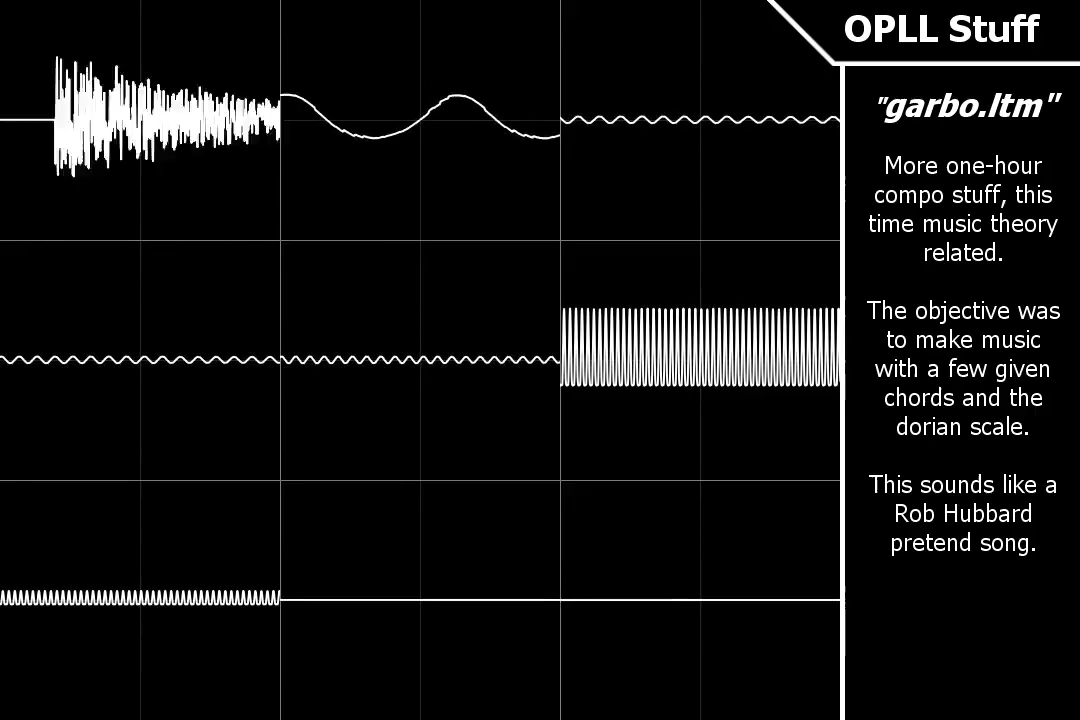 OPLL Stuff
"garbo.ltm"
More one-hour
compo stuff, this
time music theory
related.
The objective was
to make music
with a few given
chords and the
dorian scale.
This sounds like a
Rob Hubbard
pretend song.